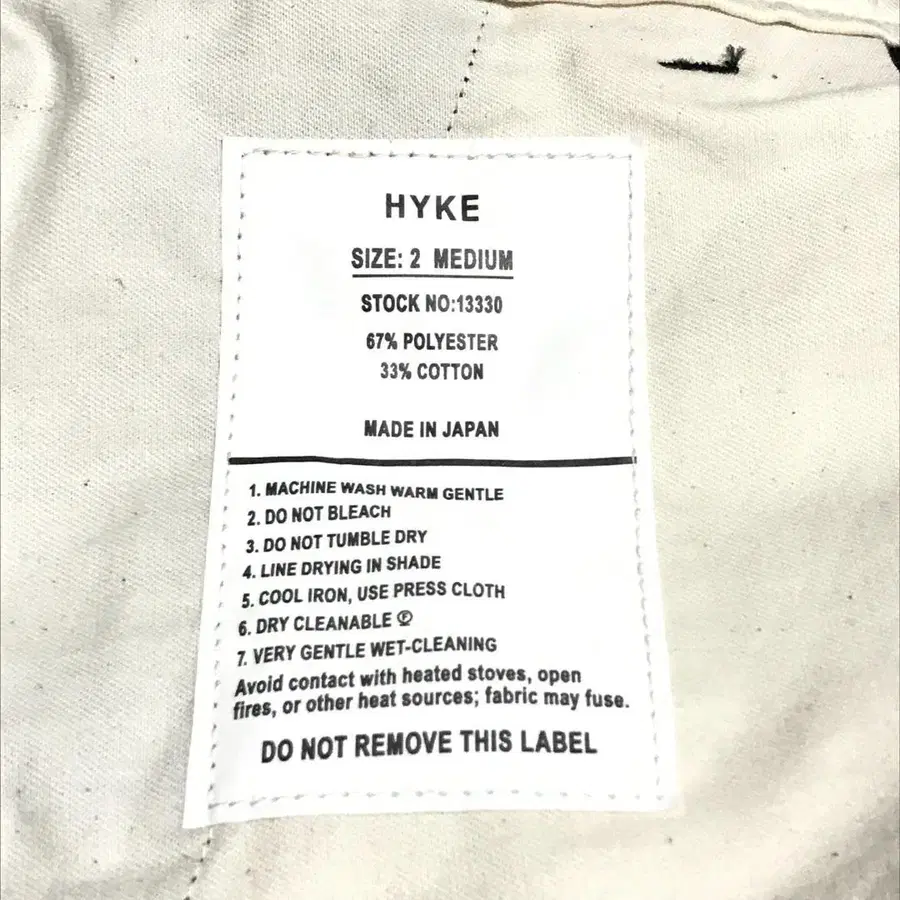 HYKE
SIZE: 2 MEDIUM
STOCK NO:13330
67% POLYESTER
33% COTTON
MADE IN JAPAN
1. MACHINE WASH WARM GENTLE
2. DO NOT BLEACH
3. DO NOT TUMBLE DRY
4. LINE DRYING IN SHADE
5. COOL IRON, USE PRESS CLOTH
6. DRY CLEANABLE Ⓟ
7. VERY GENTLE WET-CLEANING
Avoid contact with heated stoves, open
fires, or other heat sources; fabric may fuse.
DO NOT REMOVE THIS LABEL